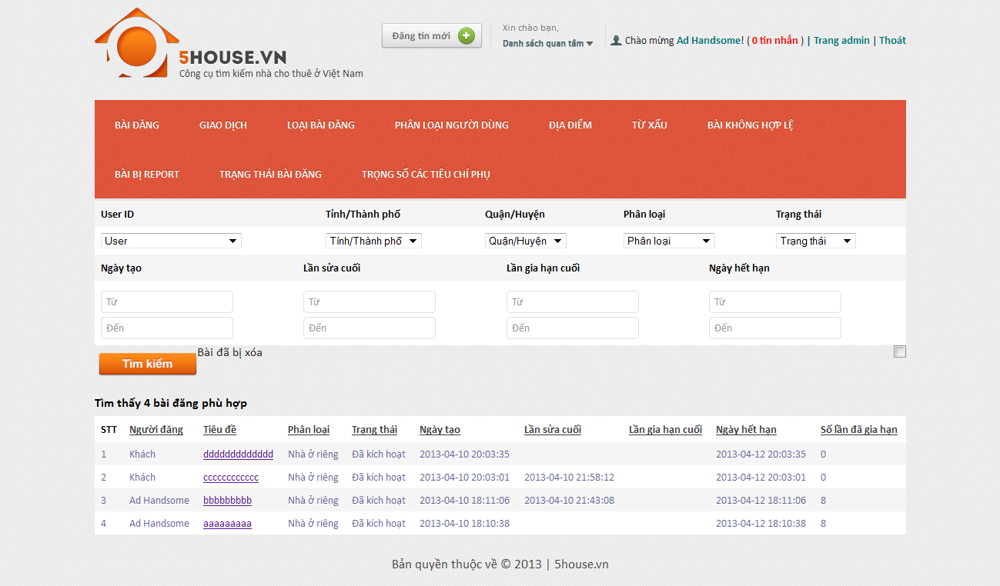 5HOUSE.VN
Công cụ tìm kiếm nhà cho thuê ở Việt Nam
Đăng tin mới
Xin chào bạn,
Danh sách quan tâm
Chào mừng Ad Handsome! ( 0 tin nhắn ) | Trang admin | Thoát
BÀI ĐĂNG GIAO DỊCH LOẠI BÀI ĐĂNG PHÂN LOẠI NGƯỜI DÙNG ĐỊA ĐIỂM TỪ XẤU BÀI KHÔNG HỢP LỆ
BÀI BỊ REPORT TRẠNG THÁI BÀI ĐĂNG TRỌNG SỐ CÁC TIÊU CHÍ PHỤ
User ID Tỉnh/Thành phố Quận/Huyện Phân loại Trạng thái
User Tỉnh/Thành phố Quận/Huyện Phân loại Trạng thái
Ngày tạo Lần sửa cuối Lần gia hạn cuối Ngày hết hạn
Từ Từ Từ Từ
Đến Đến Đến Đến
Tìm kiếm Bài đã bị xóa
Tìm thấy 4 bài đăng phù hợp
STT Người đăng Tiêu đề Phân loại Trạng thái Ngày tạo Lần sửa cuối Lần gia hạn cuối Ngày hết hạn Số lần đã gia hạn
1 Khách ddddddddddddd Nhà ở riêng Đã kích hoạt 2013-04-10 20:03:35 2013-04-12 20:03:35 0
2 Khách cccccccccccc Nhà ở riêng Đã kích hoạt 2013-04-10 20:03:01 2013-04-10 21:58:12 2013-04-12 20:03:01 0
3 Ad Handsome bbbbbbbbb Nhà ở riêng Đã kích hoạt 2013-04-10 18:11:06 2013-04-10 21:43:08 2013-04-12 18:11:06 8
4 Ad Handsome aaaaaaaaa Nhà ở riêng Đã kích hoạt 2013-04-10 18:10:38 2013-04-12 18:10:38 8
Bản quyền thuộc về © 2013 | 5house.vn